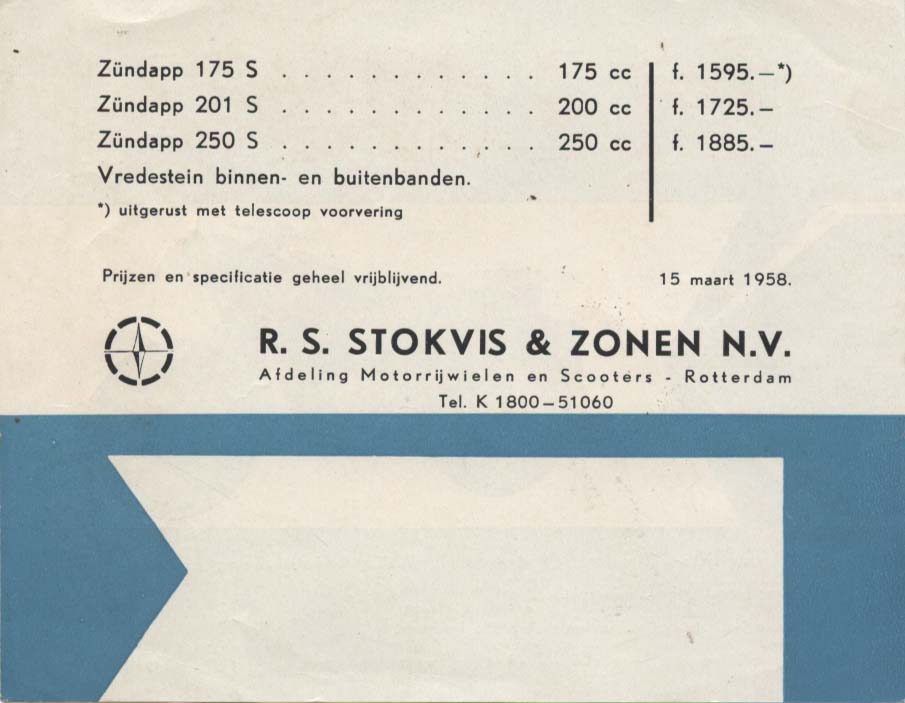 Zündapp 175 S . . . . . . . . . . . . 175 cc f. 1595.—*)
Zündapp 201 S . . . . . . . . . . . . 200 cc f. 1725.—
Zündapp 250 S . . . . . . . . . . . . 250 cc f. 1885.—
Vredestein binnen- en buitenbanden.
*) uitgerust met telescoop voorvering
Prijzen en specificatie geheel vrijblijvend. 15 maart 1958.
R. S. STOKVIS & ZONEN N.V.
Afdeling Motorrijwielen en Scooters - Rotterdam
Tel. K 1800—51060